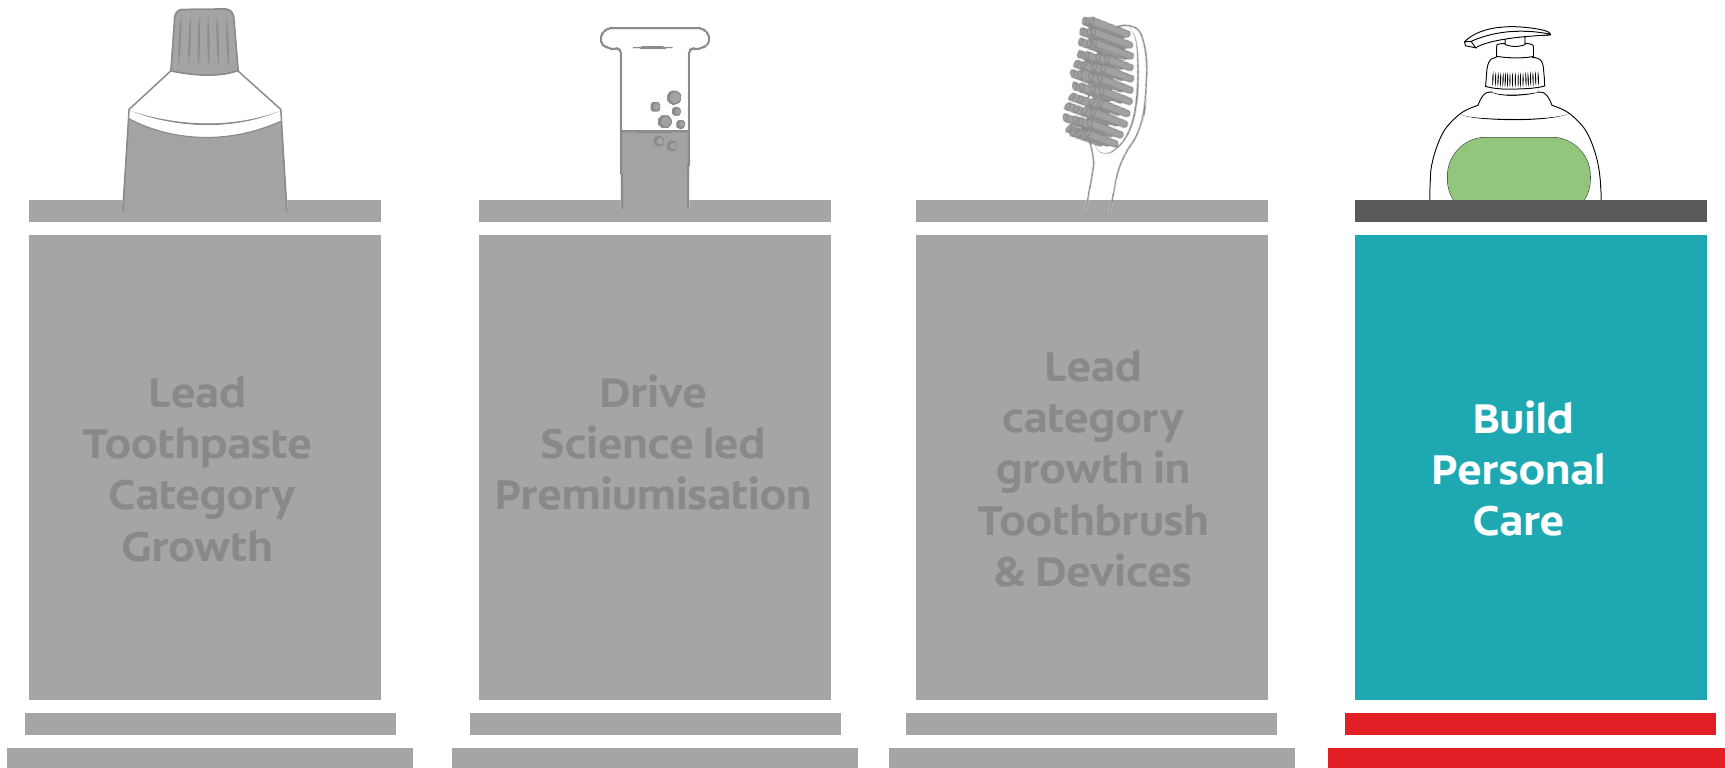 Lead
Toothpaste
Category
Growth
Drive
Science led
Premiumisation
Lead
category
growth in
Toothbrush
& Devices
Build
Personal
Care